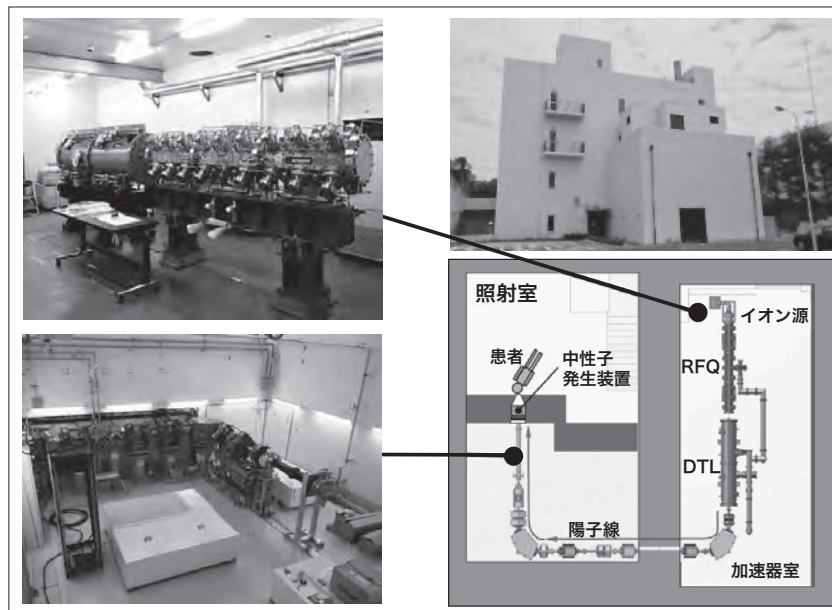 照射室
イオン源
患者
中性子
発生装置
RFQ
DTL
陽子線
加速器室